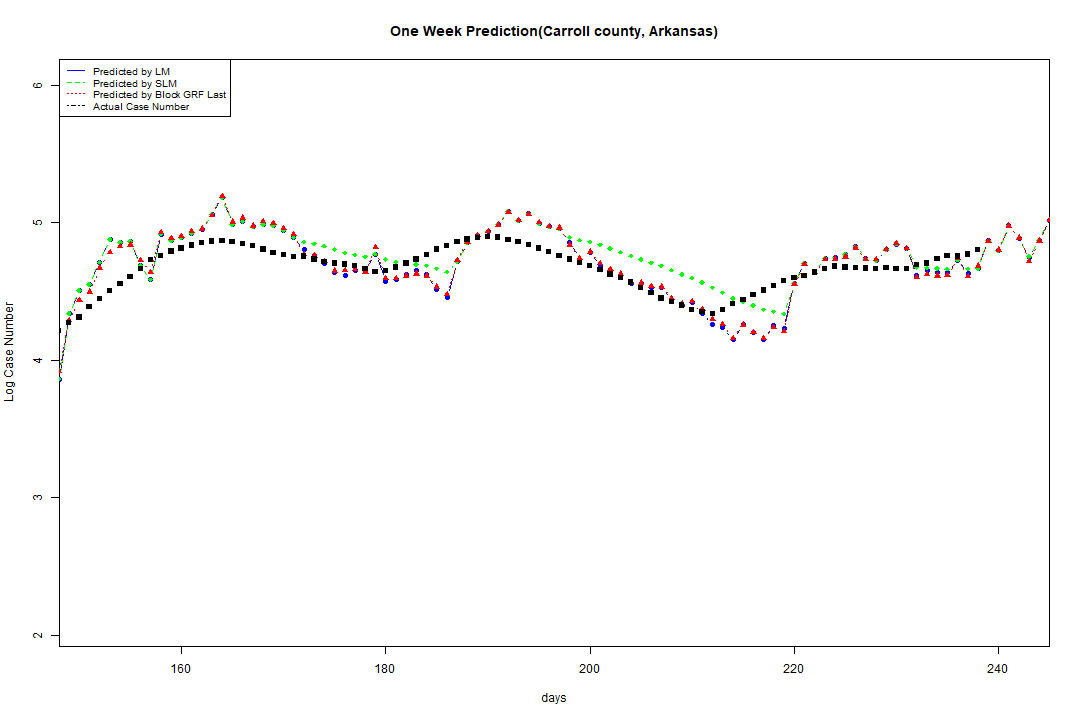 One Week Prediction(Carroll county, Arkansas)
Predicted by LM
Predicted by SLM
Predicted by Block GRF Last
Actual Case Number
6
5
4
3
2
Log Case Number
160 180 200 220 240
days